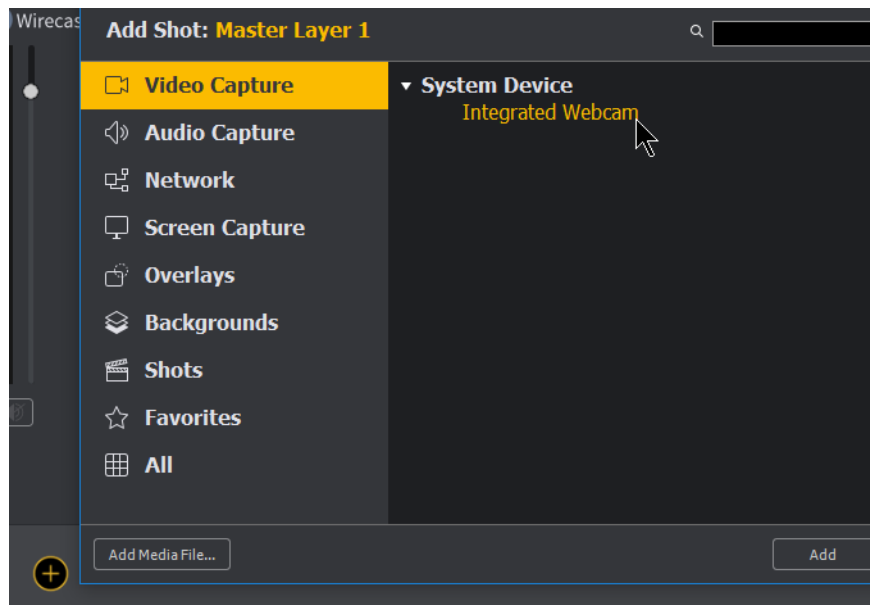 Wirecas
Add Shot: Master Layer 1
Video Capture
Audio Capture
Network
Screen Capture
Overlays
Backgrounds
Shots
Favorites
All
System Device
Integrated Webcam
Add Media File...
Add